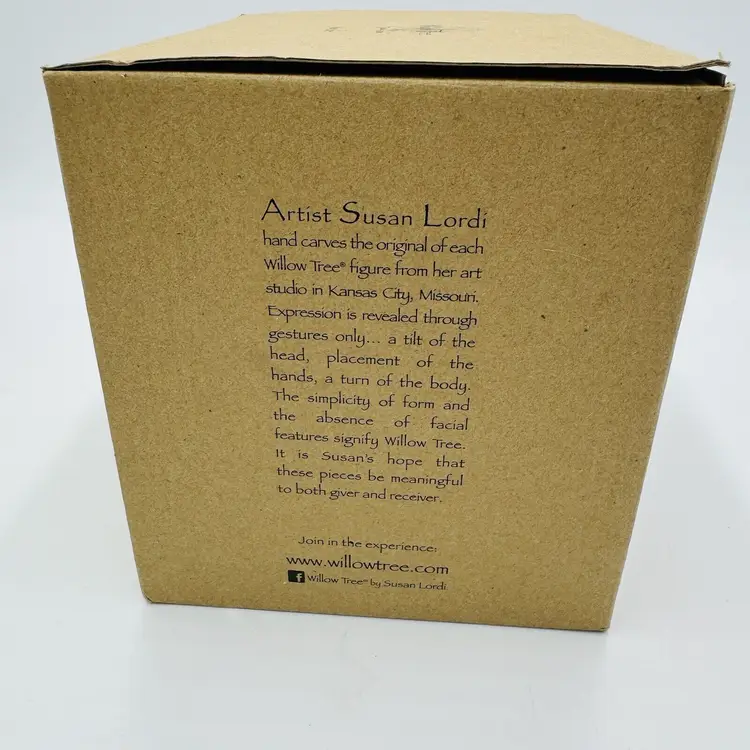 Artist Susan Lordi
hand carves the original of each
Willow Tree® figure from her art
studio in Kansas City, Missouri.
Expression is revealed through
gestures only... a tilt of the
head, placement of the
hands, a turn of the body.
The simplicity of form and
the absence of facial
features signify Willow Tree.
It is Susan's hope that
these pieces be meaningful
to both giver and receiver.
Join in the experience:
www.willowtree.com
f Willow Tree® by Susan Lordi